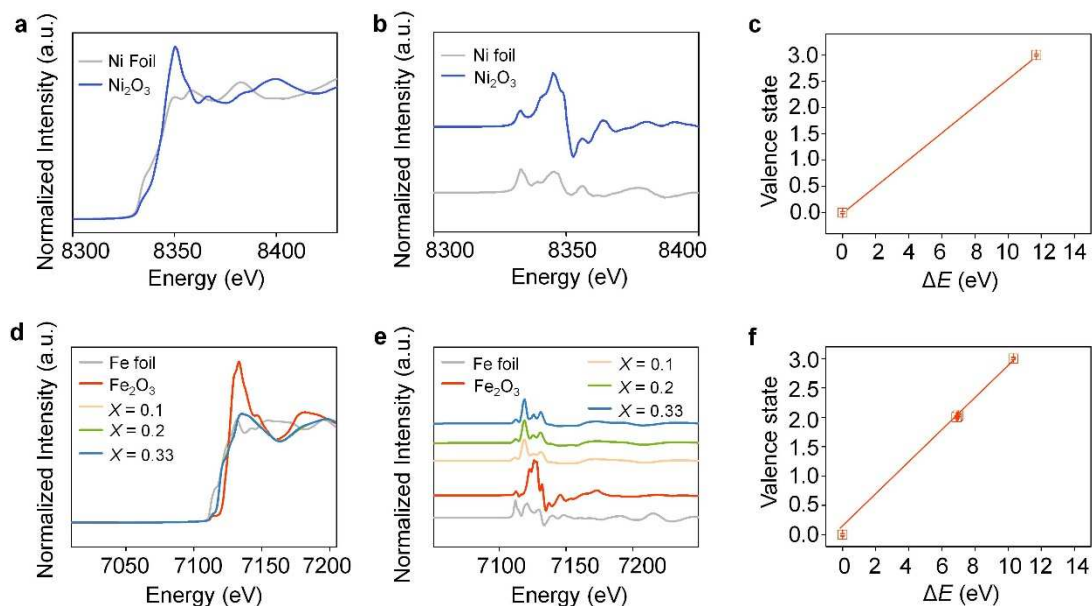 a
Normalized Intensity (a.u.)
Ni Foil
Ni₂O₃
8300 8350 8400
Energy (eV)
b
Normalized Intensity (a.u.)
Ni foil
Ni₂O₃
8300 8350 8400
Energy (eV)
c
Valence state
3.0
2.5
2.0
1.5
1.0
0.5
0.0
0 2 4 6 8 10 12 14
ΔE (eV)
d
Normalized Intensity (a.u.)
Fe foil
Fe₂O₃
X = 0.1
X = 0.2
X = 0.33
7050 7100 7150 7200
Energy (eV)
e
Normalized Intensity (a.u.)
Fe foil
Fe₂O₃
X = 0.1
X = 0.2
X = 0.33
7100 7150 7200
Energy (eV)
f
Valence state
3.0
2.5
2.0
1.5
1.0
0.5
0.0
0 2 4 6 8 10 12 14
ΔE (eV)